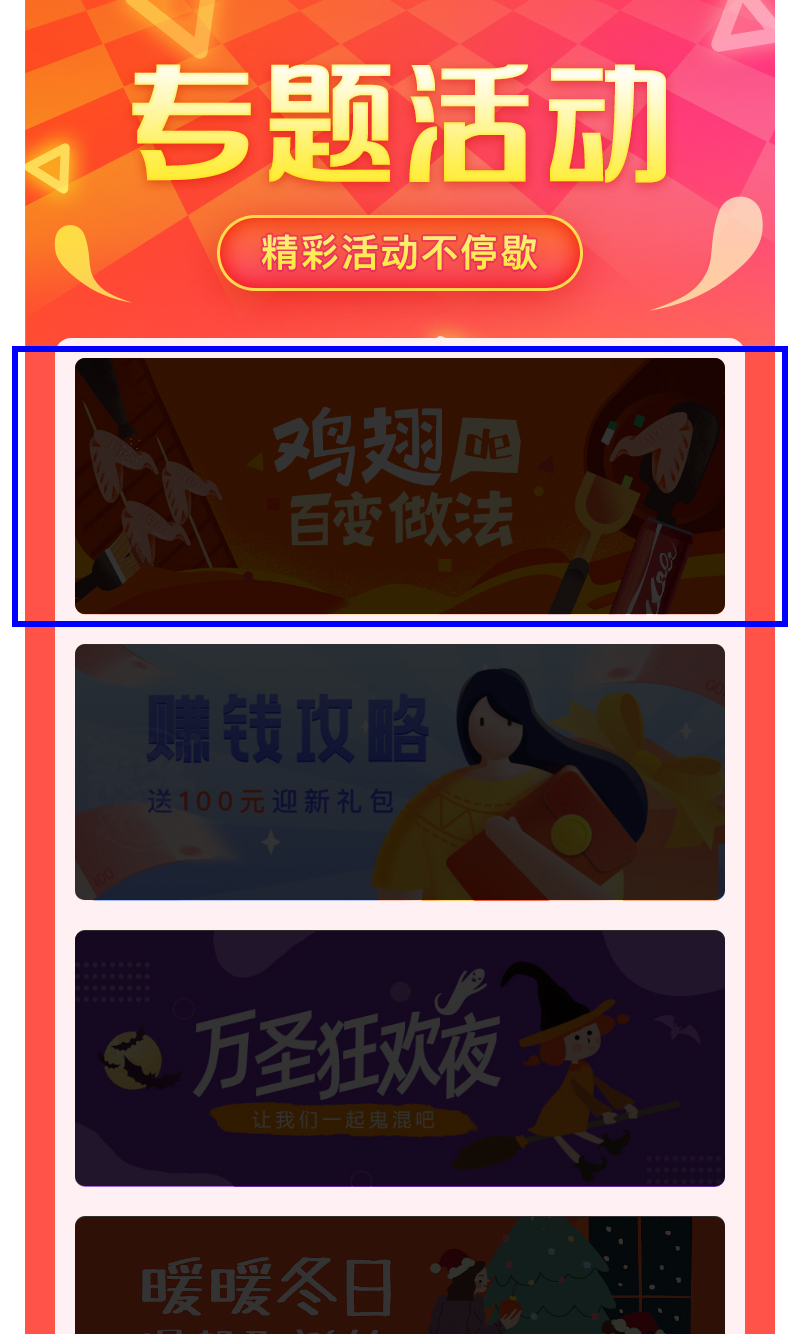 专题活动
精彩活动不停歇
鸡翅de
百变做法
赚钱攻略
送100元迎新礼包
万圣狂欢夜
让我们一起鬼混吧
暖暖冬日